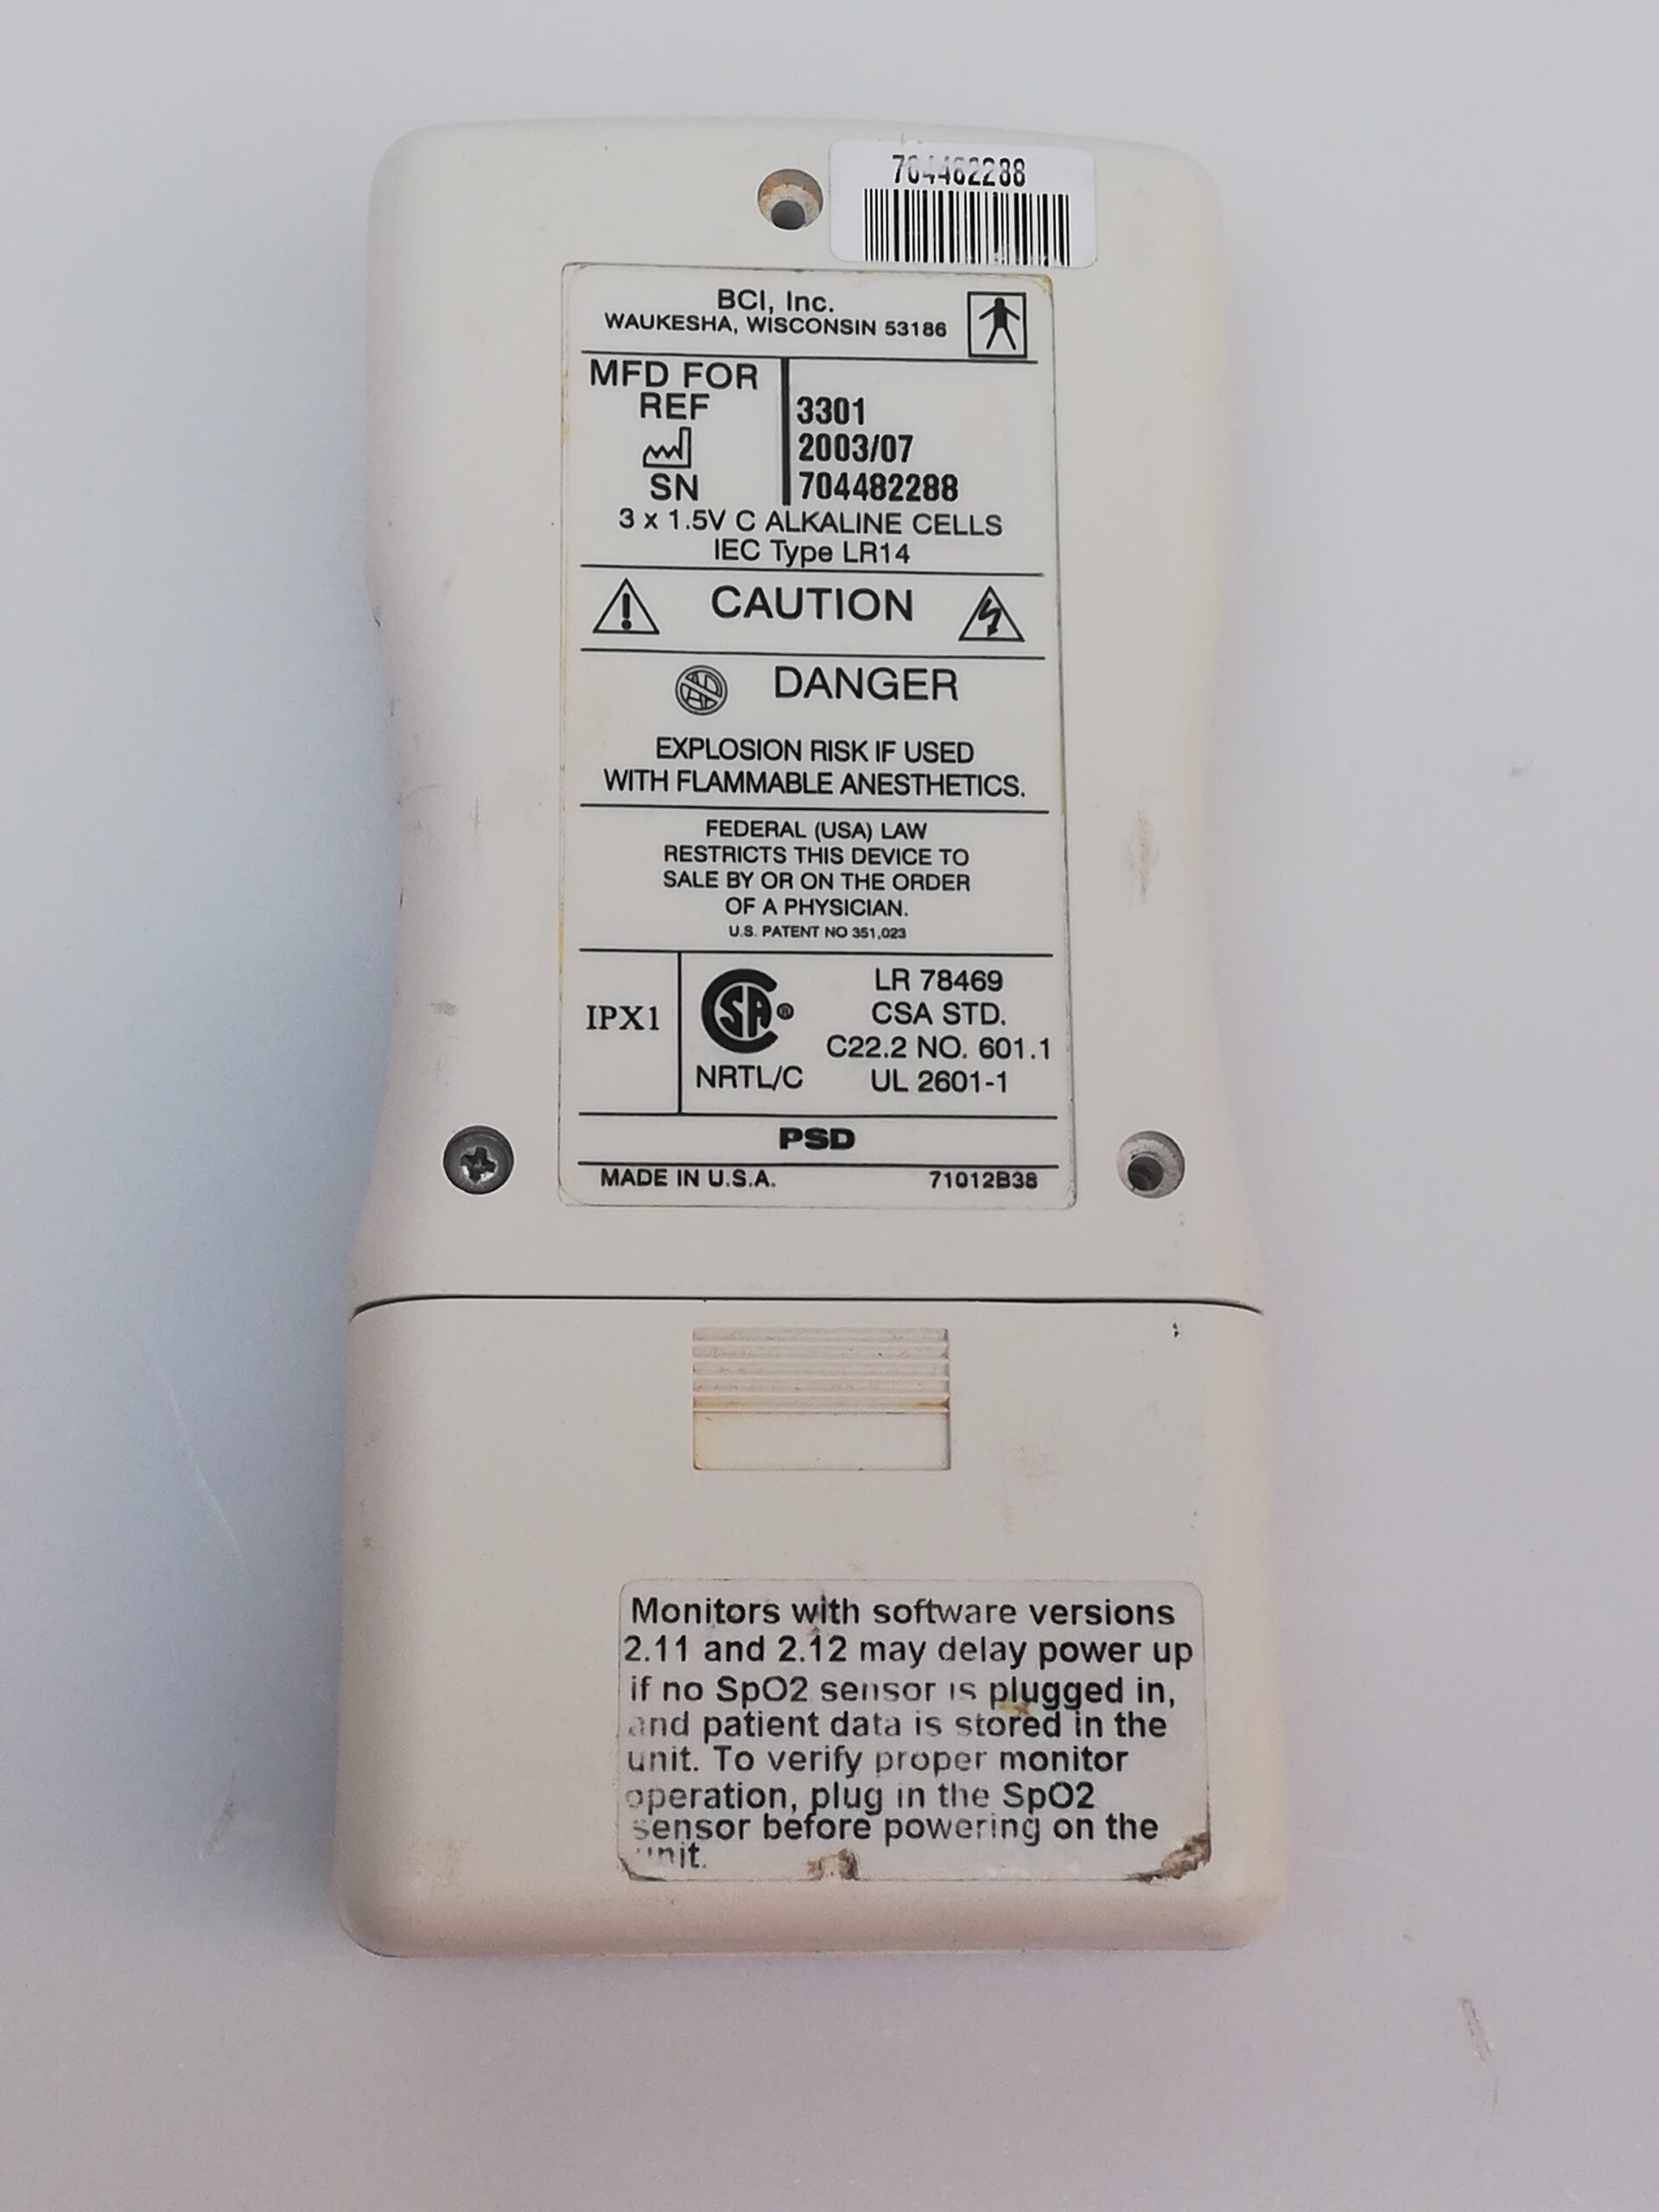 704482288
BCI, Inc.
WAUKESHA, WISCONSIN 53186
MFD FOR
REF 3301
2003/07
SN 704482288
3 x 1.5V C ALKALINE CELLS
IEC Type LR14
CAUTION
DANGER
EXPLOSION RISK IF USED
WITH FLAMMABLE ANESTHETICS.
FEDERAL (USA) LAW
RESTRICTS THIS DEVICE TO
SALE BY OR ON THE ORDER
OF A PHYSICIAN.
U.S. PATENT NO 351,023
IPX1
CSA®
NRTL/C
LR 78469
CSA STD.
C22.2 NO. 601.1
UL 2601-1
PSD
MADE IN U.S.A. 71012B38
Monitors with software versions
2.11 and 2.12 may delay power up
if no SpO2 sensor is plugged in,
and patient data is stored in the
unit. To verify proper monitor
operation, plug in the SpO2
sensor before powering on the
unit.